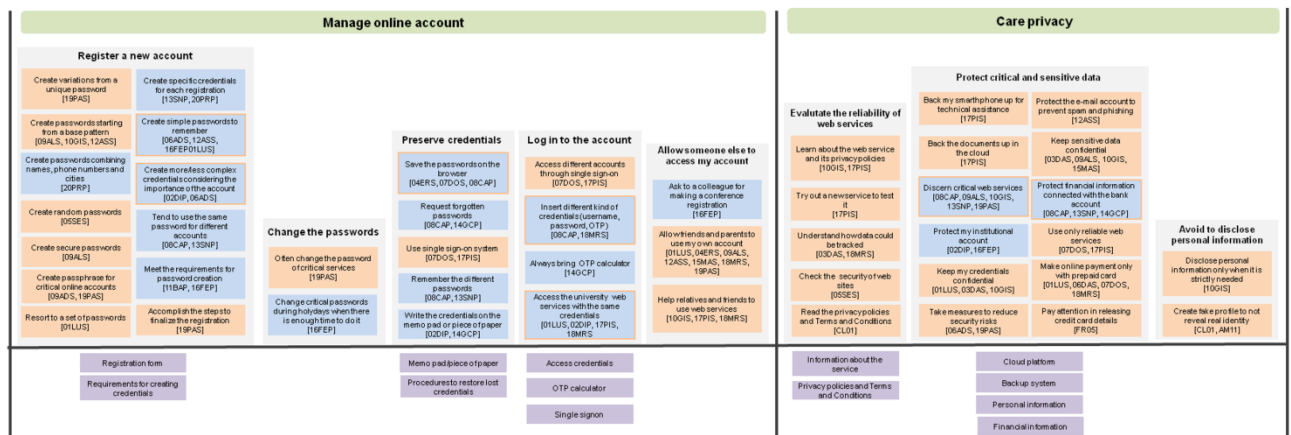 Manage online account
Register a new account
Create variations from a
unique password
[19PAS]
Create passwords starting
from a base pattern
[09ALS, 10GIS, 12ASS]
Create passwords combining
names, phone numbers and
cities
[20PRP]
Create random passwords
[05SES]
Create secure passwords
[09ALS]
Create passphrase for
critical online accounts
[09ADS, 19PAS]
Resort to a set of passwords
[01LUS]
Create specific credentials
for each registration
[13SNP, 20PRP]
Create simple passwords to
remember
[06ADS, 12ASS,
16FEP01LUS]
Create more/less complex
credentials considering the
importance of the account
[02DIP, 06ADS]
Tend to use the same
password for different
accounts
[08CAP, 13SNP]
Meet the requirements for
password creation
[11BAP, 16FEP]
Accomplish the steps to
finalize the registration
[19PAS]
Change the passwords
Often change the password
of critical services
[19PAS]
Change critical passwords
during holydays when there
is enough time to do it
[16FEP]
Preserve credentials
Save the passwords on the
browser
[04ERS, 07DOS, 08CAP]
Request forgotten
passwords
[08CAP, 14GCP]
Use single sign-on system
[07DOS, 17PIS]
Remember the different
passwords
[08CAP, 13SNP]
Write the credentials on the
memo pad or piece of paper
[02DIP, 14GCP]
Log in to the account
Access different accounts
through single sign-on
[07DOS, 17PIS]
Insert different kind of
credentials (username,
password, OTP)
[08CAP, 18MRS]
Always bring OTP calculator
[14GCP]
Access the university web
services with the same
credentials
[01LUS, 02DIP, 17PIS,
18MRS
Allow someone else to
access my account
Ask to a colleague for
making a conference
registration
[16FEP]
Allow friends and parents to
use my own account
[01LUS, 04ERS, 09ALS,
12ASS, 15MAS, 18MRS,
19PAS]
Help relatives and friends to
use web services
[10GIS, 17PIS, 18MRS]
Registration form
Requirements for creating
credentials
Memo pad/piece of paper
Procedures to restore lost
credentials
Access credentials
OTP calculator
Single signon
Care privacy
Evalutate the reliability of
web services
Learn about the web service
and its privacy policies
[10GIS, 17PIS]
Try out a new service to test
it
[17PIS]
Understand how data could
be tracked
[03DAS, 18MRS]
Check the security of web
sites
[05SES]
Read the privacy policies
and Terms and Conditions
[CL01]
Protect critical and sensitive data
Back my smarthphone up for
technical assistance
[17PIS]
Back the documents up in
the cloud
[17PIS]
Discern critical web services
[08CAP, 09ALS, 10GIS,
13SNP, 19PAS]
Protect my institutional
account
[02DIP, 16FEP]
Keep my credentials
confidential
[01LUS, 03DAS, 10GIS]
Take measures to reduce
security risks
[06ADS, 19PAS]
Protect the e-mail account to
prevent spam and phishing
[12ASS]
Keep sensitive data
confidential
[03DAS, 09ALS, 10GIS,
15MAS]
Protect financial information
connected with the bank
account
[08CAP, 13SNP, 14GCP]
Use only reliable web
services
[07DOS, 17PIS]
Make online payment only
with prepaid card
[01LUS, 06DAS, 07DOS,
18MRS]
Pay attention in releasing
credit card details
[FR05]
Avoid to disclose
personal information
Disclose personal
information only when it is
strictly needed
[10GIS]
Create fake profile to not
reveal real identity
[CL01, AM11]
Information about the
service
Privacy policies and Terms
and Conditions
Cloud platform
Backup system
Personal information
Financial information